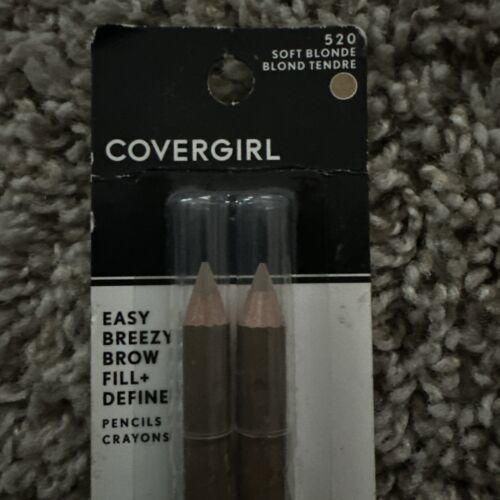 520
SOFT BLONDE
BLOND TENDRE
COVERGIRL
EASY
BREEZY
BROW
FILL+
DEFINE
PENCILS
CRAYONS